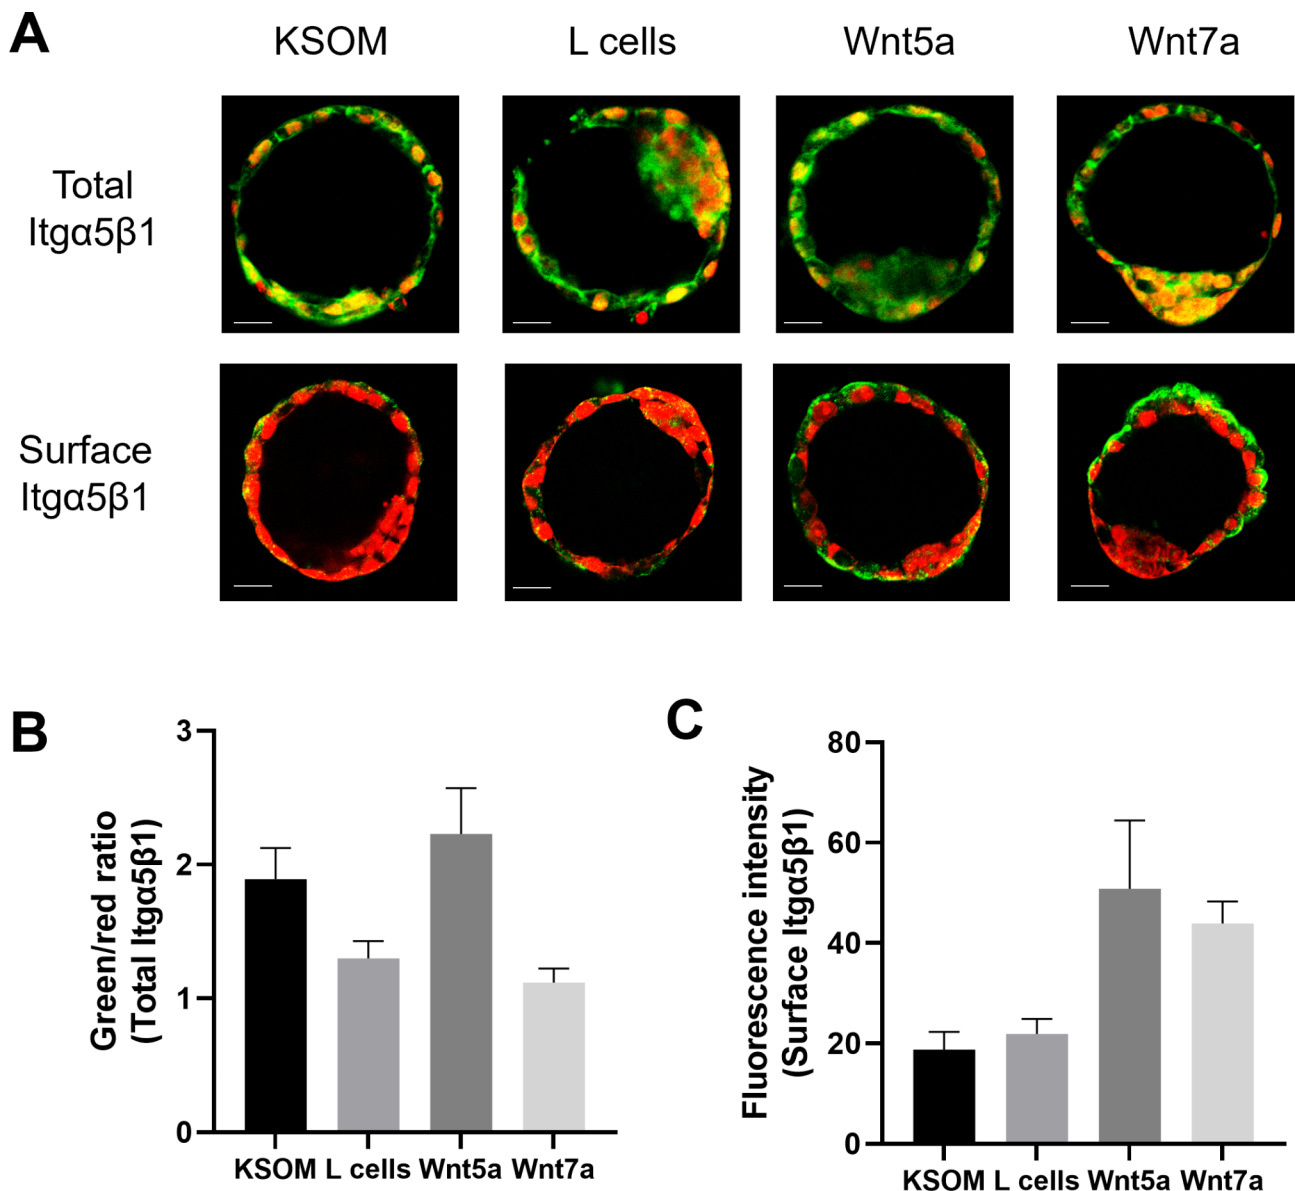 A
KSOM
L cells
Wnt5a
Wnt7a
Total
Itgα5β1
Surface
Itgα5β1
B
Green/red ratio
(Total Itgα5β1)
3
2
1
0
KSOM
L cells
Wnt5a
Wnt7a
C
Fluorescence intensity
(Surface Itgα5β1)
80
60
40
20
0
KSOM
L cells
Wnt5a
Wnt7a